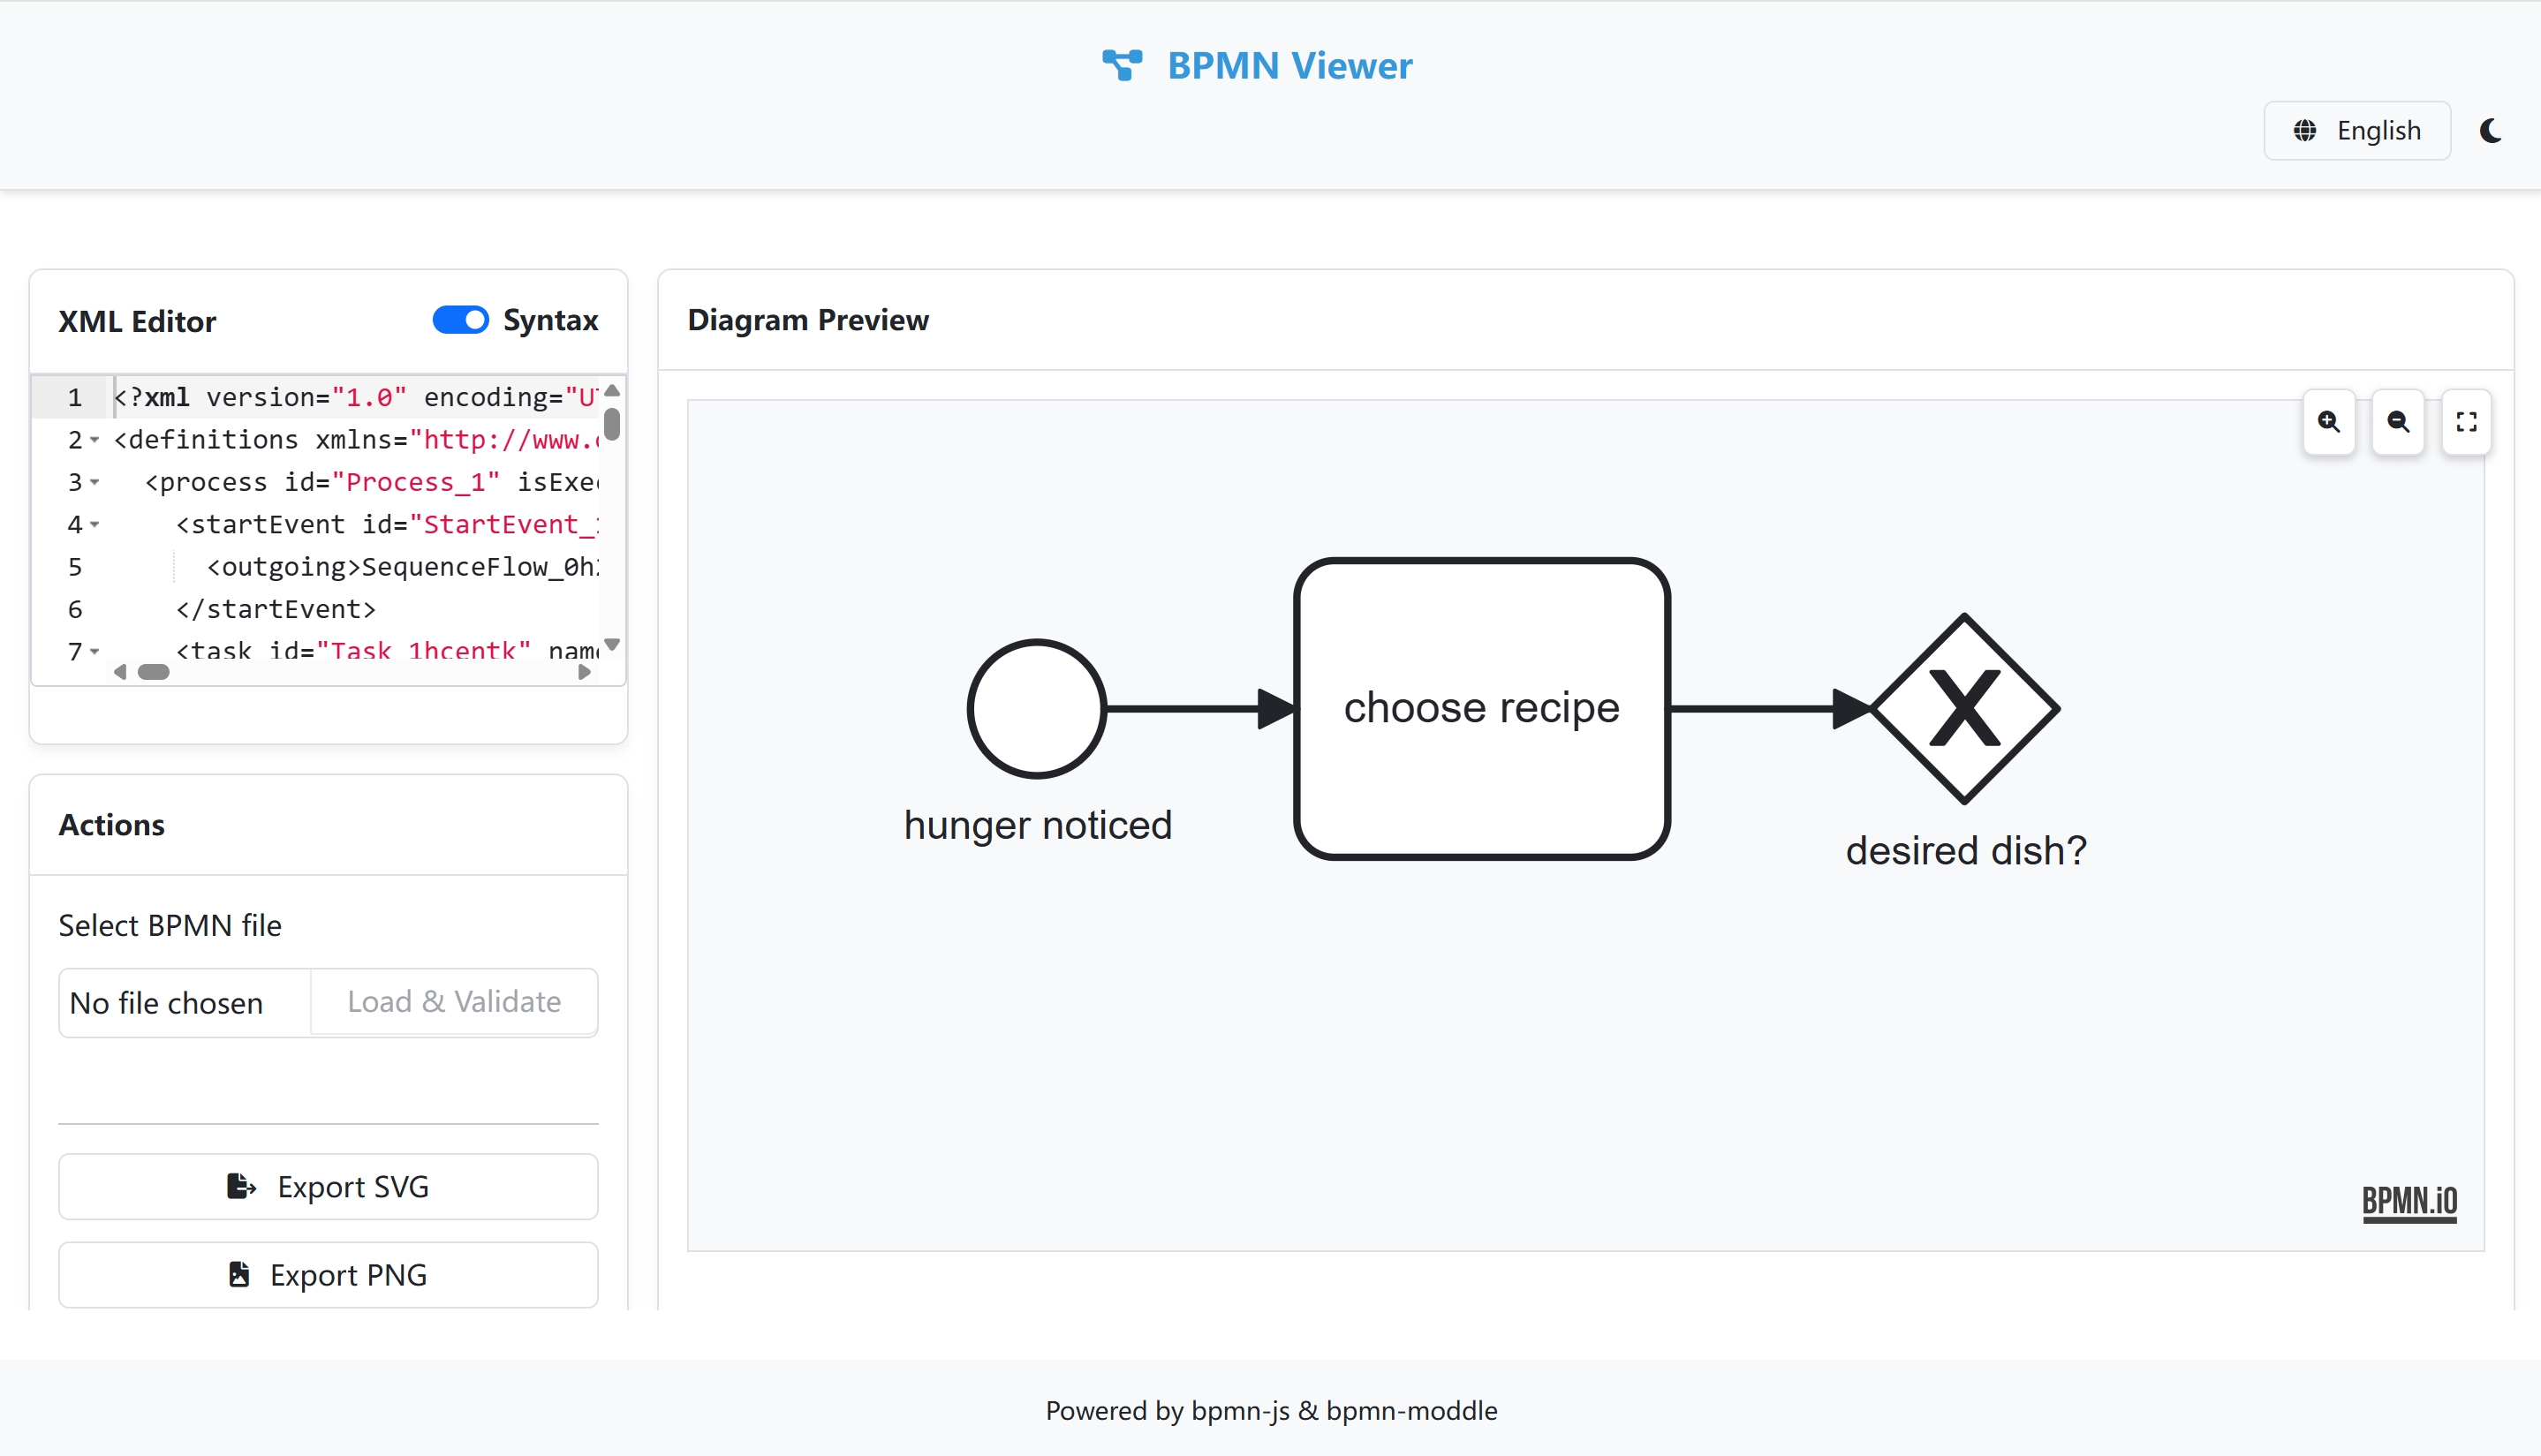 BPMN Viewer
English
XML Editor
Syntax
1 <?xml version="1.0" encoding="U
2 <definitions xmlns="http://www.
3 <process id="Process_1" isExe
4 <startEvent id="StartEvent_
5 <outgoing>SequenceFlow_0h
6 </startEvent>
7 <task id="Task_1hcentk" nam
Actions
Select BPMN file
No file chosen
Load & Validate
Export SVG
Export PNG
Diagram Preview
hunger noticed
choose recipe
X
desired dish?
BPMN.iO
Powered by bpmn-js & bpmn-moddle